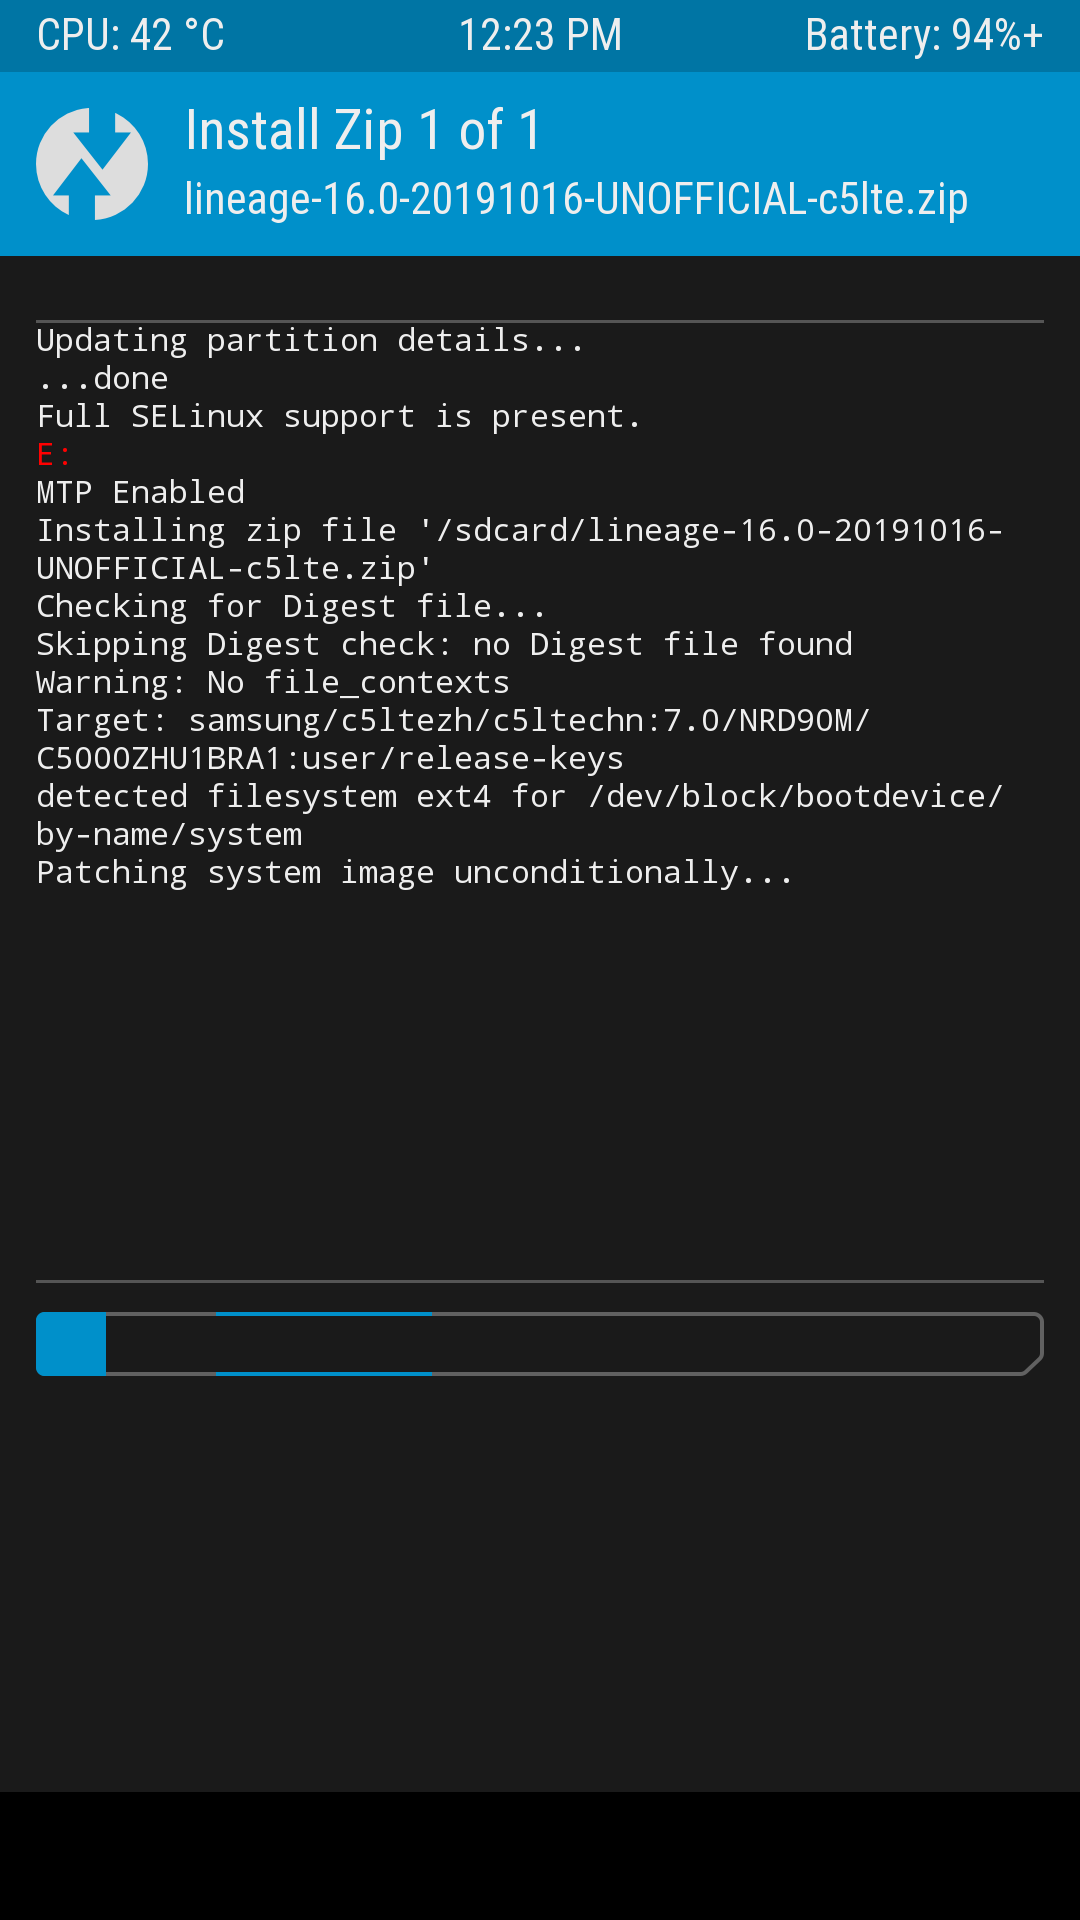 CPU: 42 °C 12:23 PM Battery: 94%+
Install Zip 1 of 1
lineage-16.0-20191016-UNOFFICIAL-c5lte.zip
Updating partition details...
...done
Full SELinux support is present.
E:
MTP Enabled
Installing zip file '/sdcard/lineage-16.0-20191016-
UNOFFICIAL-c5lte.zip'
Checking for Digest file...
Skipping Digest check: no Digest file found
Warning: No file_contexts
Target: samsung/c5ltezh/c5ltechn:7.0/NRD90M/
C5000ZHU1BRA1:user/release-keys
detected filesystem ext4 for /dev/block/bootdevice/
by-name/system
Patching system image unconditionally...